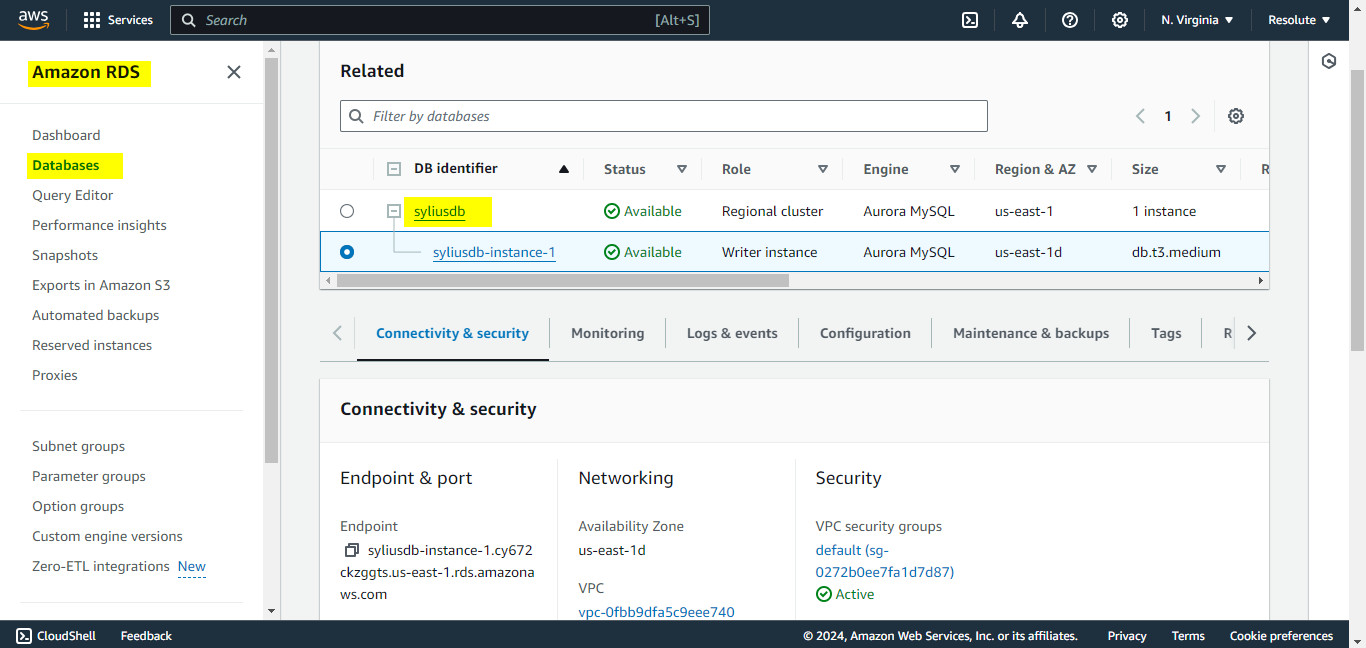 aws
Services
Search
[Alt+S]
N. Virginia
Resolute
Amazon RDS
Dashboard
Databases
Query Editor
Performance insights
Snapshots
Exports in Amazon S3
Automated backups
Reserved instances
Proxies
Subnet groups
Parameter groups
Option groups
Custom engine versions
Zero-ETL integrations New
Related
Filter by databases
1
DB identifier Status Role Engine Region & AZ Size R
syliusdb Available Regional cluster Aurora MySQL us-east-1 1 instance
syliusdb-instance-1 Available Writer instance Aurora MySQL us-east-1d db.t3.medium
Connectivity & security Monitoring Logs & events Configuration Maintenance & backups Tags R
Connectivity & security
Endpoint & port
Endpoint
syliusdb-instance-1.cy672
ckzggts.us-east-1.rds.amazona
ws.com
Networking
Availability Zone
us-east-1d
VPC
vpc-0fbb9dfa5c9eee740
Security
VPC security groups
default (sg-
0272b0ee7fa1d7d87)
Active
CloudShell Feedback © 2024, Amazon Web Services, Inc. or its affiliates. Privacy Terms Cookie preferences